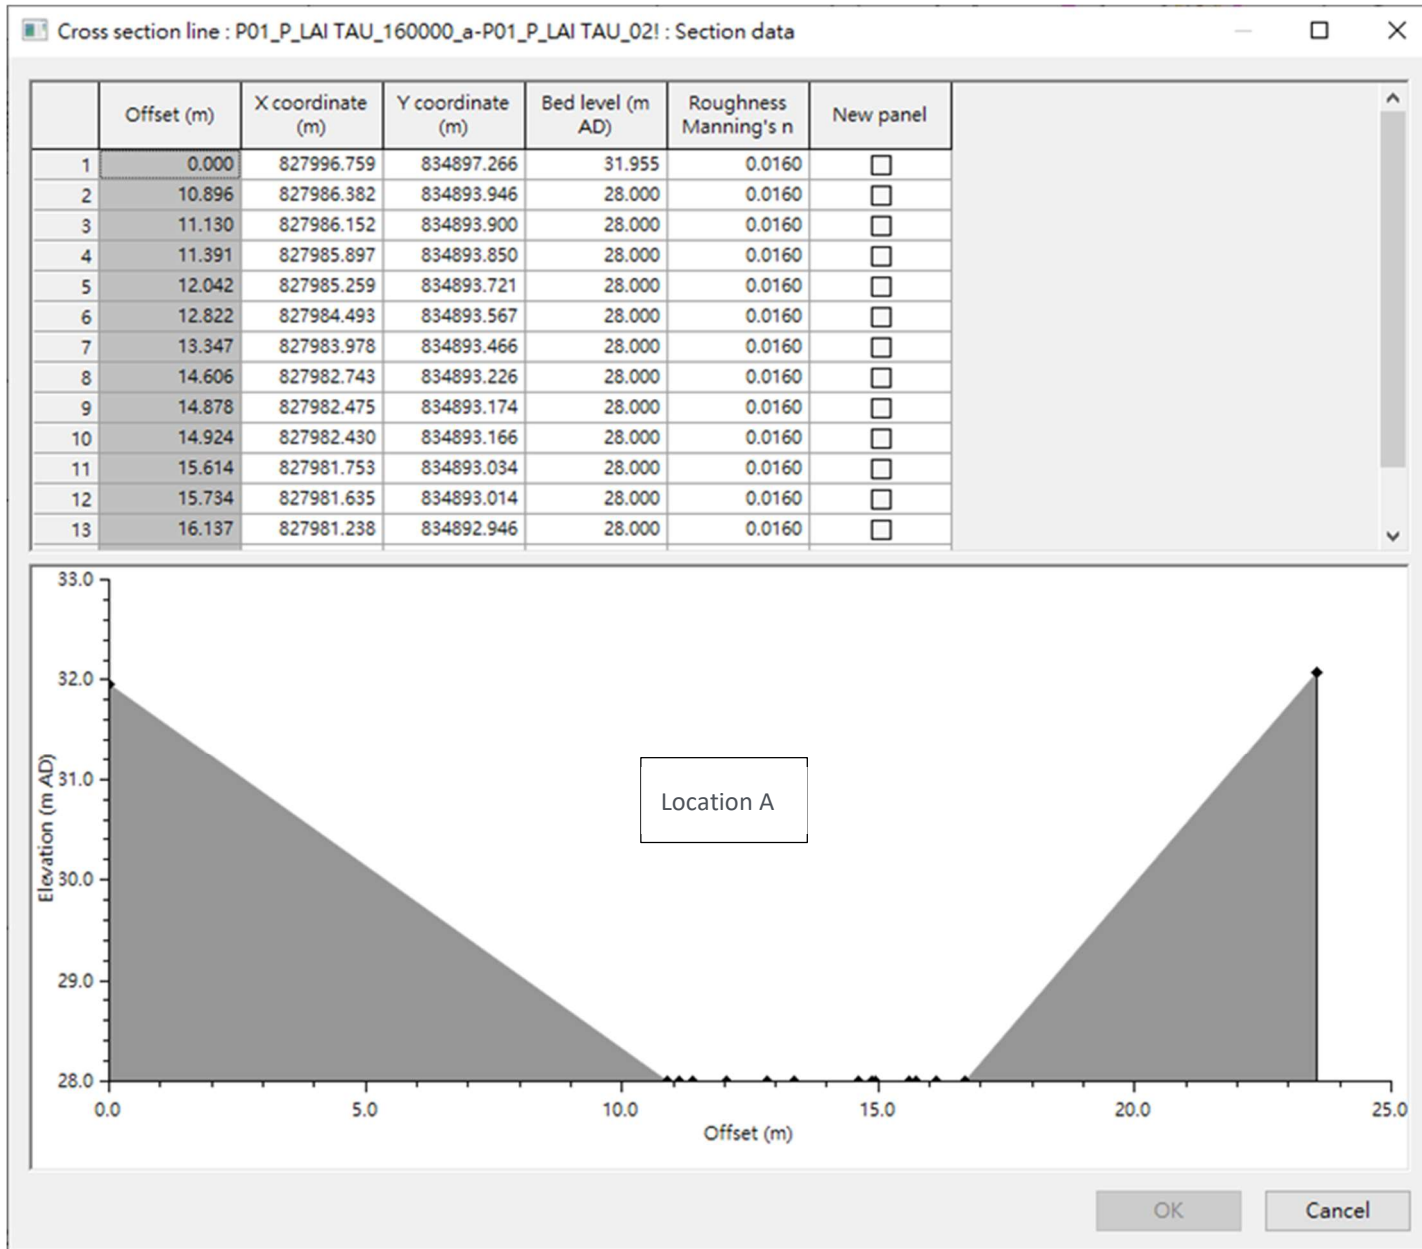 Cross section line : P01_P_LAI TAU_160000_a-P01_P_LAI TAU_02! : Section data
Offset (m) X coordinate (m) Y coordinate (m) Bed level (m AD) Roughness Manning's n New panel
1 0.000 827996.759 834897.266 31.955 0.0160
2 10.896 827986.382 834893.946 28.000 0.0160
3 11.130 827986.152 834893.900 28.000 0.0160
4 11.391 827985.897 834893.850 28.000 0.0160
5 12.042 827985.259 834893.721 28.000 0.0160
6 12.822 827984.493 834893.567 28.000 0.0160
7 13.347 827983.978 834893.466 28.000 0.0160
8 14.606 827982.743 834893.226 28.000 0.0160
9 14.878 827982.475 834893.174 28.000 0.0160
10 14.924 827982.430 834893.166 28.000 0.0160
11 15.614 827981.753 834893.034 28.000 0.0160
12 15.734 827981.635 834893.014 28.000 0.0160
13 16.137 827981.238 834892.946 28.000 0.0160
33.0
32.0
31.0
30.0
29.0
28.0
Elevation (m AD)
Location A
0.0 5.0 10.0 15.0 20.0 25.0
Offset (m)
OK Cancel